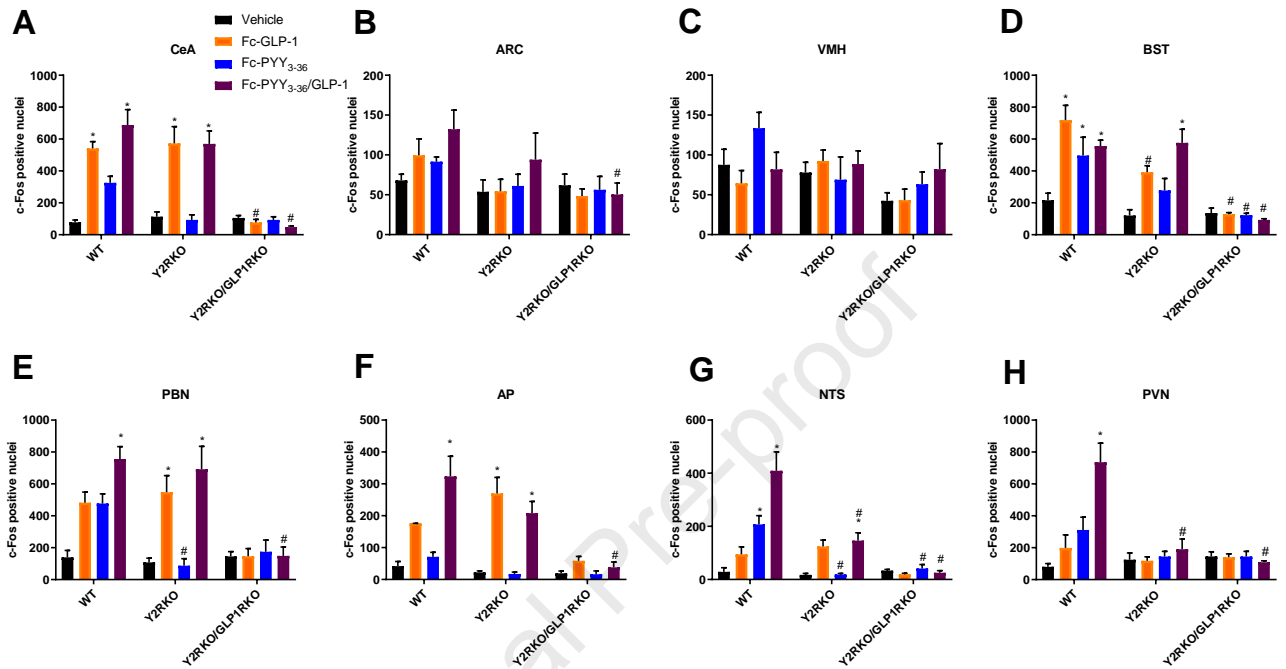 A
CeA
Vehicle
Fc-GLP-1
Fc-PYY3-36
Fc-PYY3-36/GLP-1
c-Fos positive nuclei
1000
800
600
400
200
0
* * * *
# #
WT
Y2RKO
Y2RKO/GLP1RKO
B
ARC
c-Fos positive nuclei
200
150
100
50
0
#
WT
Y2RKO
Y2RKO/GLP1RKO
C
VMH
c-Fos positive nuclei
200
150
100
50
0
WT
Y2RKO
Y2RKO/GLP1RKO
D
BST
c-Fos positive nuclei
1000
800
600
400
200
0
* * * # * # # #
WT
Y2RKO
Y2RKO/GLP1RKO
E
PBN
c-Fos positive nuclei
1000
800
600
400
200
0
* * # * #
WT
Y2RKO
Y2RKO/GLP1RKO
F
AP
c-Fos positive nuclei
500
400
300
200
100
0
* * * #
WT
Y2RKO
Y2RKO/GLP1RKO
G
NTS
c-Fos positive nuclei
600
400
200
0
* * # # * # #
WT
Y2RKO
Y2RKO/GLP1RKO
H
PVN
c-Fos positive nuclei
1000
800
600
400
200
0
* # #
WT
Y2RKO
Y2RKO/GLP1RKO
al Pre-proof